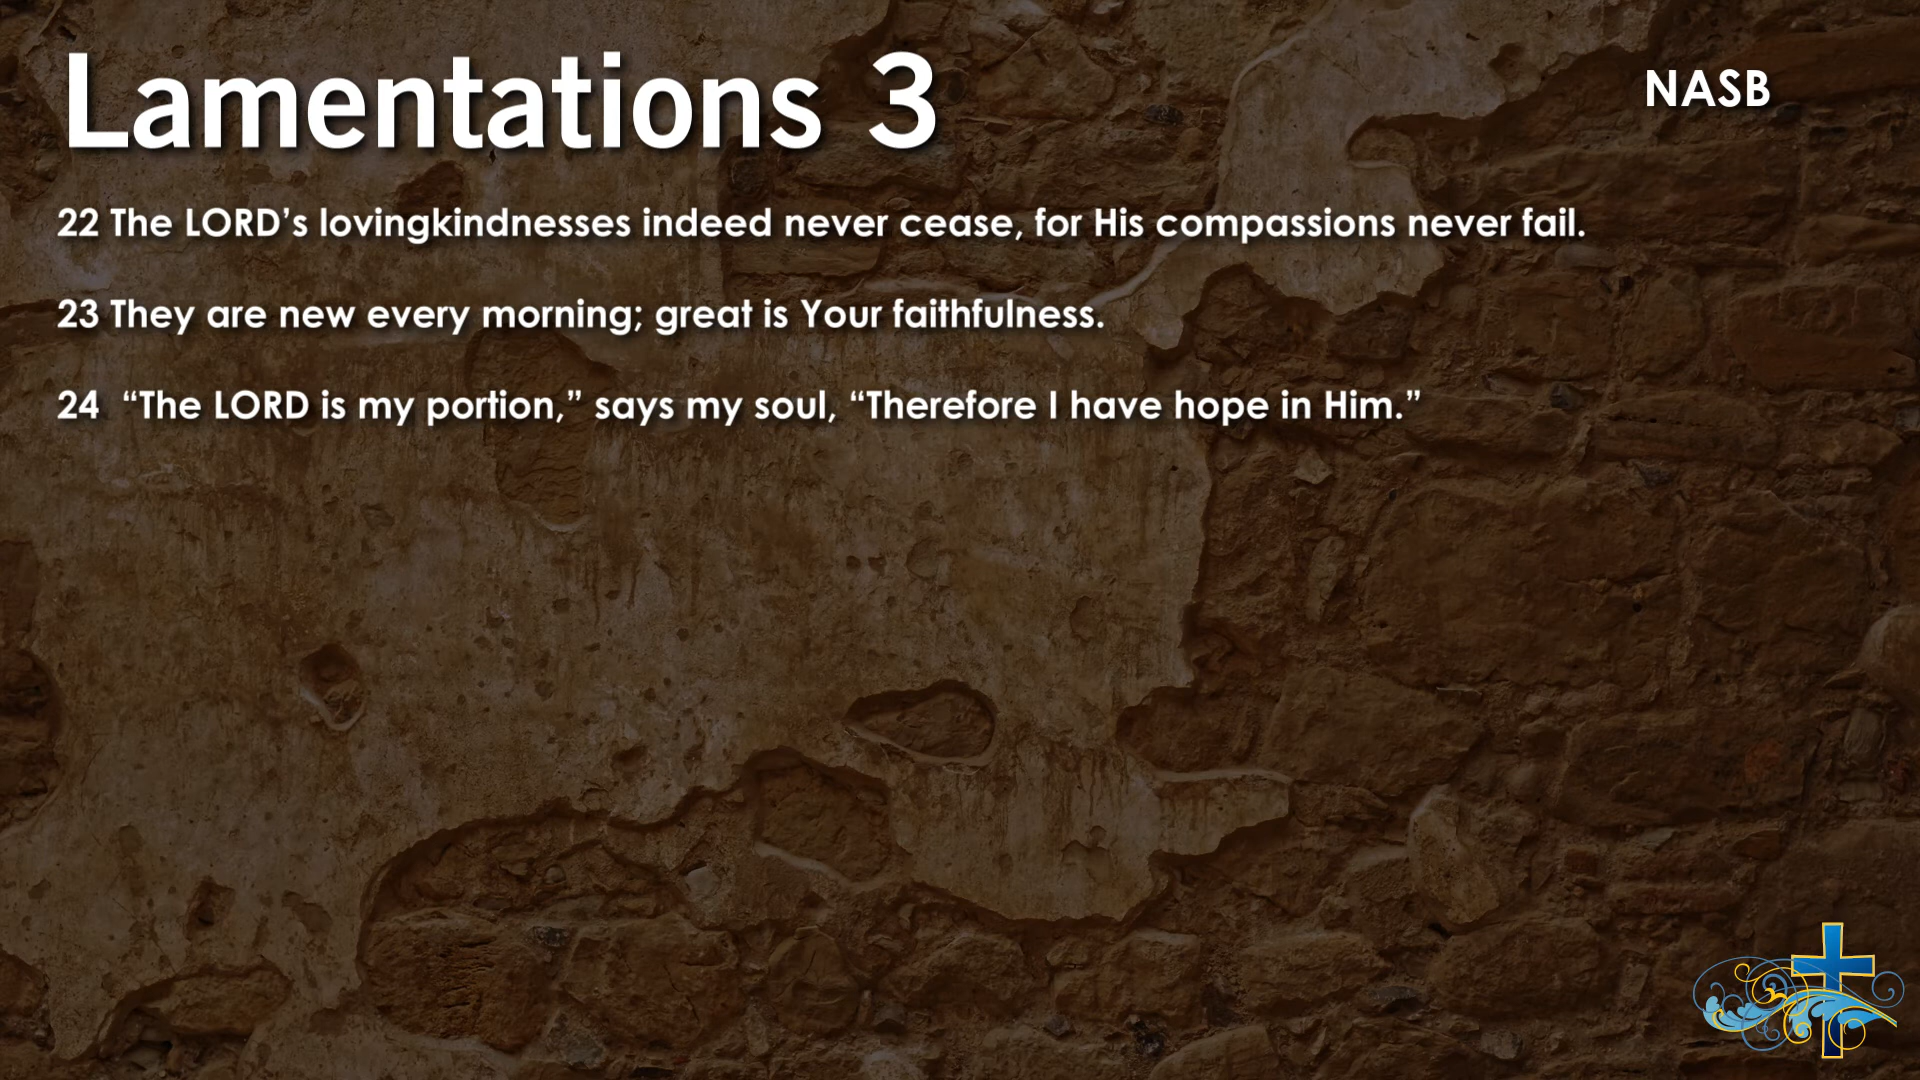 Lamentations 3
NASB
22 The LORD’s lovingkindnesses indeed never cease, for His compassions never fail.
23 They are new every morning; great is Your faithfulness.
24  “The LORD is my portion,” says my soul, “Therefore I have hope in Him.”